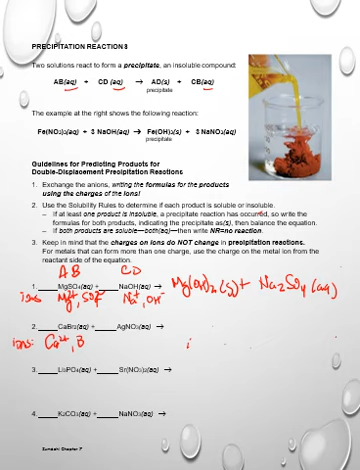 PRECIPITATION REACTIONS
Two solutions react to form a precipitate, an insoluble compound:
AB(aq) + CD (aq) → AD(s) + CB(aq)
precipitate
The example at the right shows the following reaction:
Fe(NO₃)₃(aq) + 3 NaOH(aq) → Fe(OH)₃(s) + 3 NaNO₃(aq)
precipitate
Guidelines for Predicting Products for
Double-Displacement Precipitation Reactions
1. Exchange the anions, writing the formulas for the products
using the charges of the ions!
2. Use the Solubility Rules to determine if each product is soluble or insoluble.
– If at least one product is insoluble, a precipitate reaction has occurred, so write the
formulas for both products, indicating the precipitate as(s), then balance the equation.
– If both products are soluble—both(aq)—then write NR=no reaction.
3. Keep in mind that the charges on ions do NOT change in precipitation reactions.
For metals that can form more than one charge, use the charge on the metal ion from the
reactant side of the equation.
AB CD
1. _____MgSO₄(aq) + _____NaOH(aq) → Mg(OH)₂(s) + Na₂SO₄(aq)
ions Mg²⁺, SO₄²⁻ Na⁺, OH⁻
2. _____CaBr₂(aq) + _____AgNO₃(aq) →
ions: Ca²⁺, B
3. _____Li₃PO₄(aq) + _____Sr(NO₃)₂(aq) →
4. _____K₂CO₃(aq) + _____NaNO₃(aq) →
Zumdahl Chapter 7